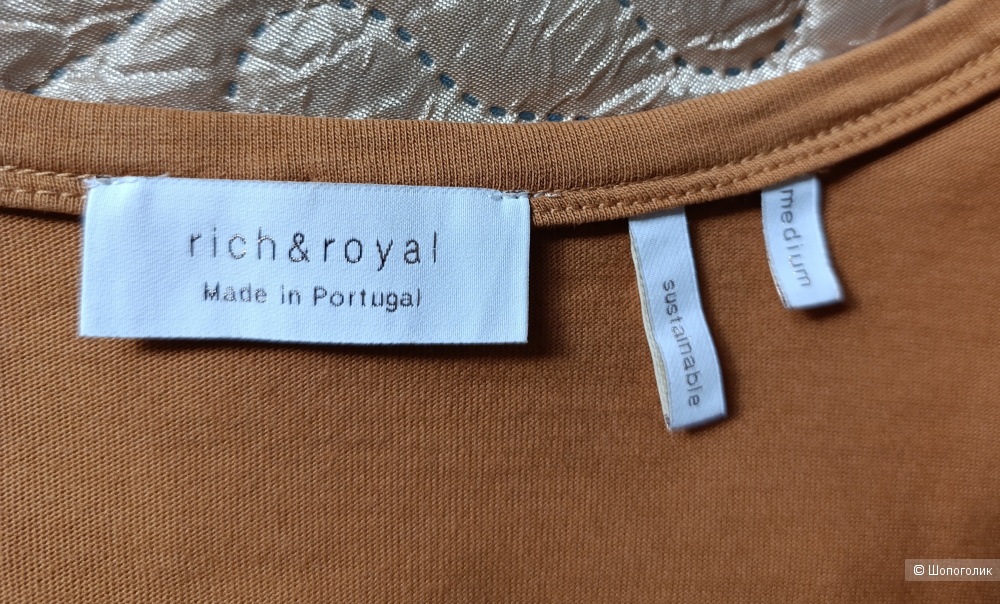 rich&royal
Made in Portugal
sustainable
medium
© Шопоголик